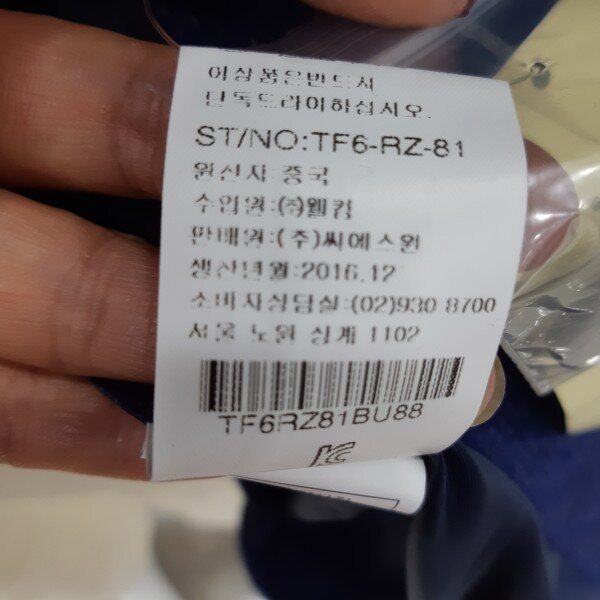 이상품은반드시
단독드라이하십시오.
ST/NO:TF6-RZ-81
원산지:중국
수입원:(주)웰컴
판매원:(주)씨에스윈
생산년월:2016.12
소비자상담실:(02)930 8700
서울 노원 상계 1102
TF6RZ81BU88